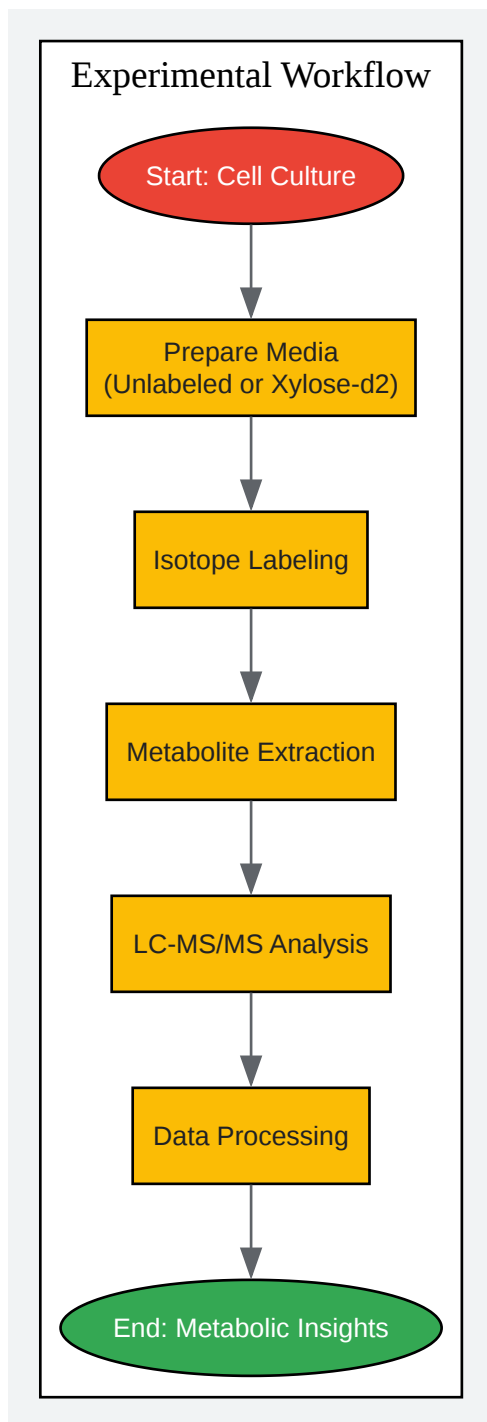 Experimental Workflow
Start: Cell Culture
Prepare Media
(Unlabeled or Xylose-d2)
Isotope Labeling
Metabolite Extraction
LC-MS/MS Analysis
Data Processing
End: Metabolic Insights